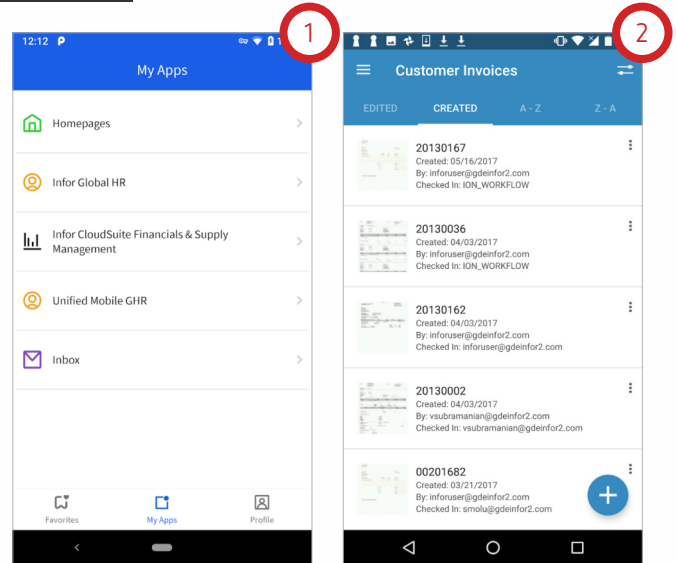 12:12
1
My Apps
Homepages
Infor Global HR
Infor CloudSuite Financials & Supply
Management
Unified Mobile GHR
Inbox
Favorites
My Apps
Profile
2
Customer Invoices
EDITED CREATED A - Z Z - A
20130167
Created: 05/16/2017
By: inforuser@gdeinfor2.com
Checked In: ION_WORKFLOW
20130036
Created: 04/03/2017
By: inforuser@gdeinfor2.com
Checked In: ION_WORKFLOW
20130162
Created: 04/03/2017
By: inforuser@gdeinfor2.com
Checked In: inforuser@gdeinfor2.com
20130002
Created: 04/03/2017
By: vsubramanian@gdeinfor2.com
Checked In: vsubramanian@gdeinfor2.com
00201682
Created: 03/21/2017
By: inforuser@gdeinfor2.com
Checked In: smolu@gdeinfor2.com